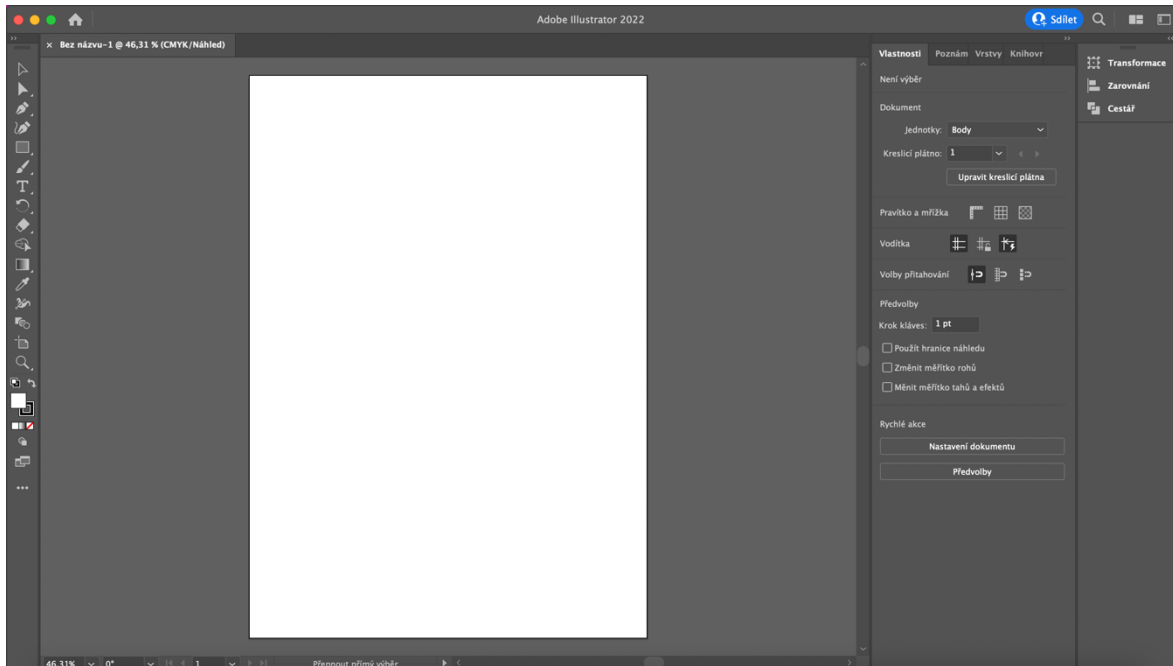 Adobe Illustrator 2022
Sdílet
× Bez názvu-1 @ 46,31 % (CMYK/Náhled)
Vlastnosti Poznám Vrstvy Knihovr
Není výběr
Dokument
Jednotky: Body
Kreslicí plátno: 1
Upravit kreslicí plátna
Pravítko a mřížka
Vodítka
Volby přitahování
Předvolby
Krok kláves: 1 pt
Použít hranice náhledu
Změnit měřítko rohů
Měnit měřítko tahů a efektů
Rychlé akce
Nastavení dokumentu
Předvolby
Transformace
Zarovnání
Cestář
46,31% 0° 1 Přepnout přímý výběr